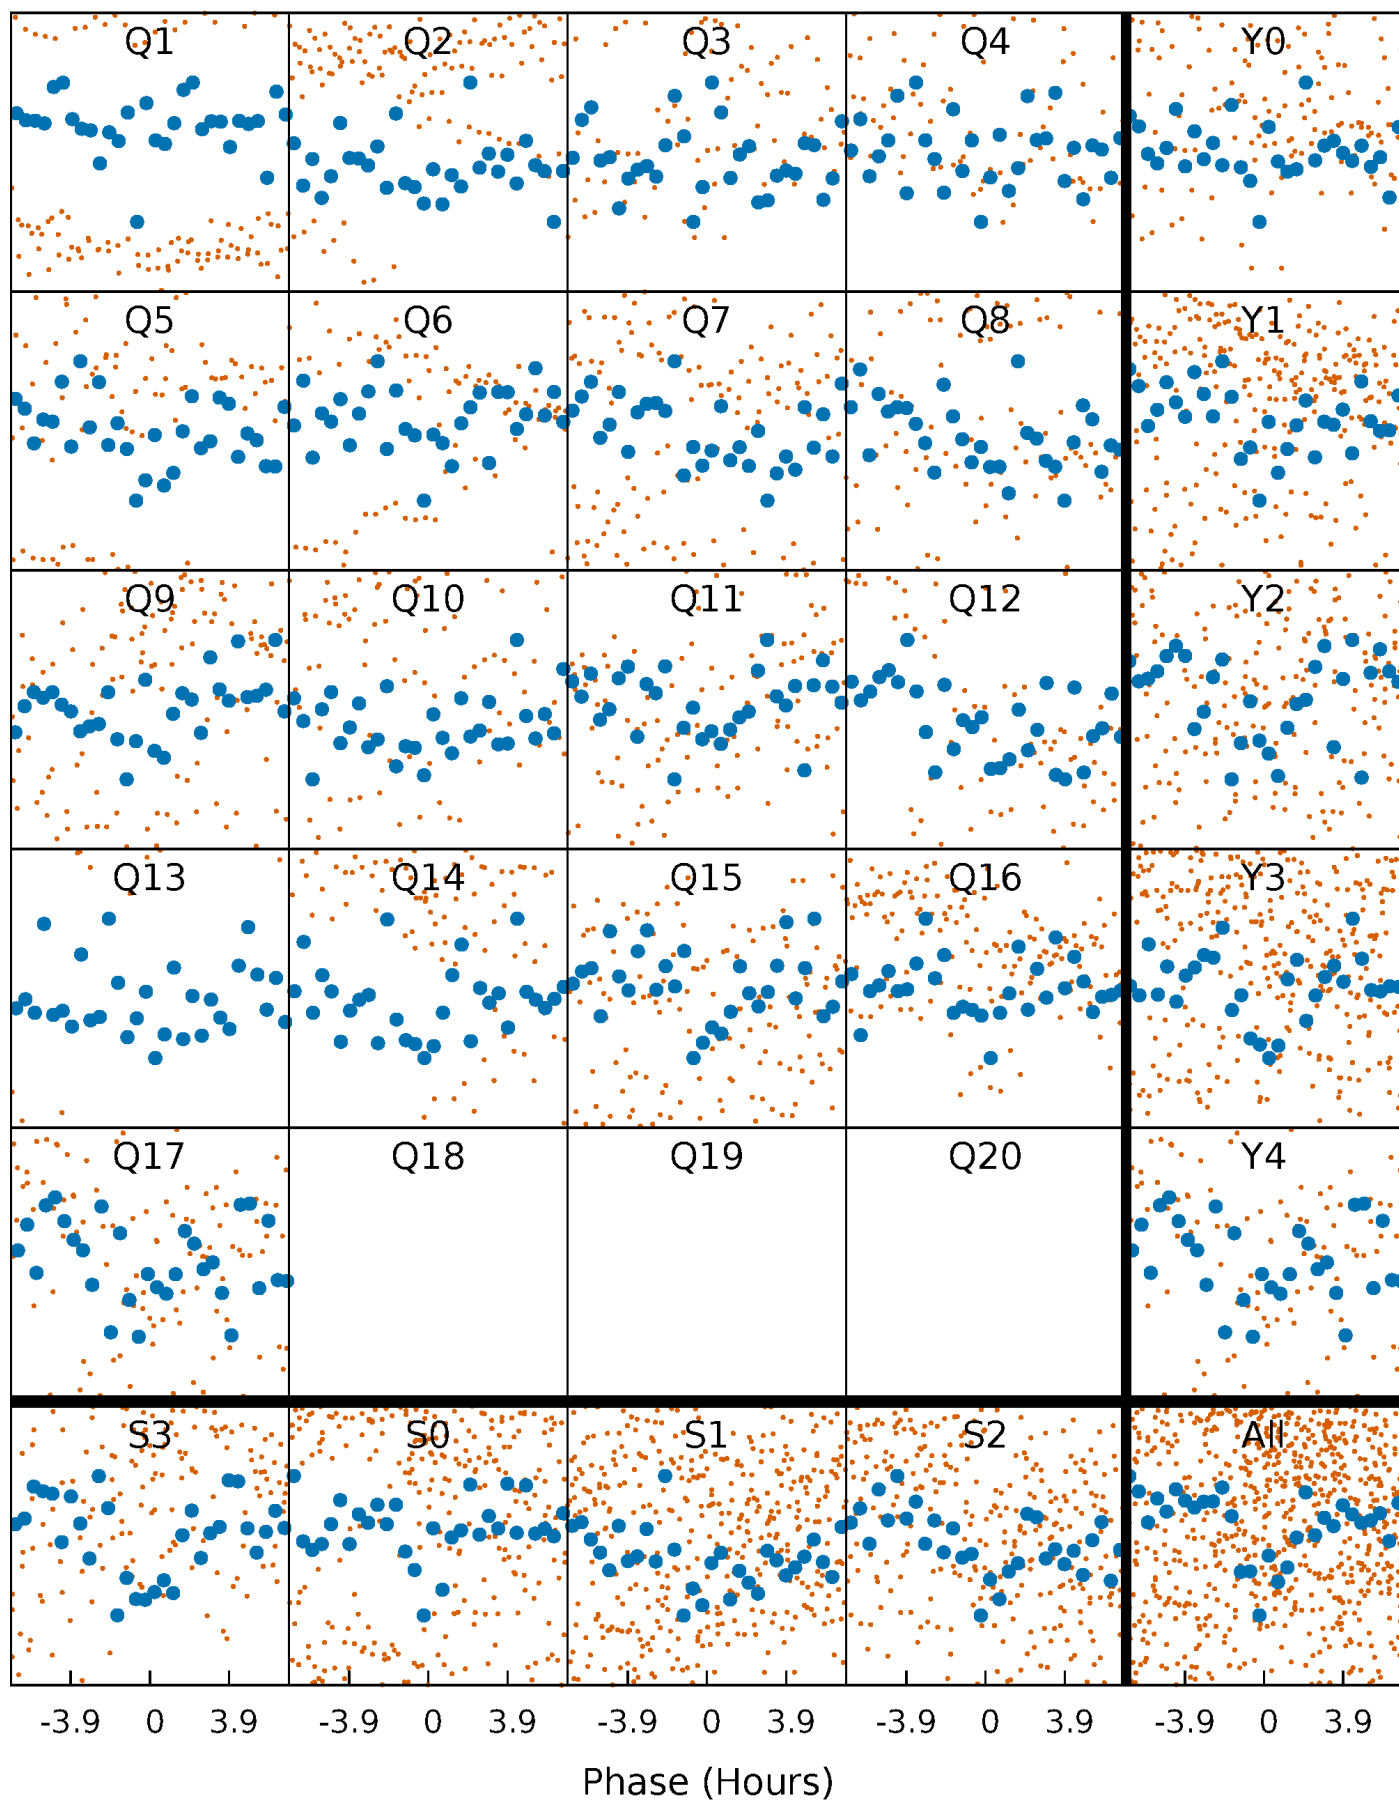 Q1 Q2 Q3 Q4 Y0
Q5 Q6 Q7 Q8 Y1
Q9 Q10 Q11 Q12 Y2
Q13 Q14 Q15 Q16 Y3
Q17 Q18 Q19 Q20 Y4
S3 S0 S1 S2 All
-3.9 0 3.9 -3.9 0 3.9 -3.9 0 3.9 -3.9 0 3.9 -3.9 0 3.9
Phase (Hours)